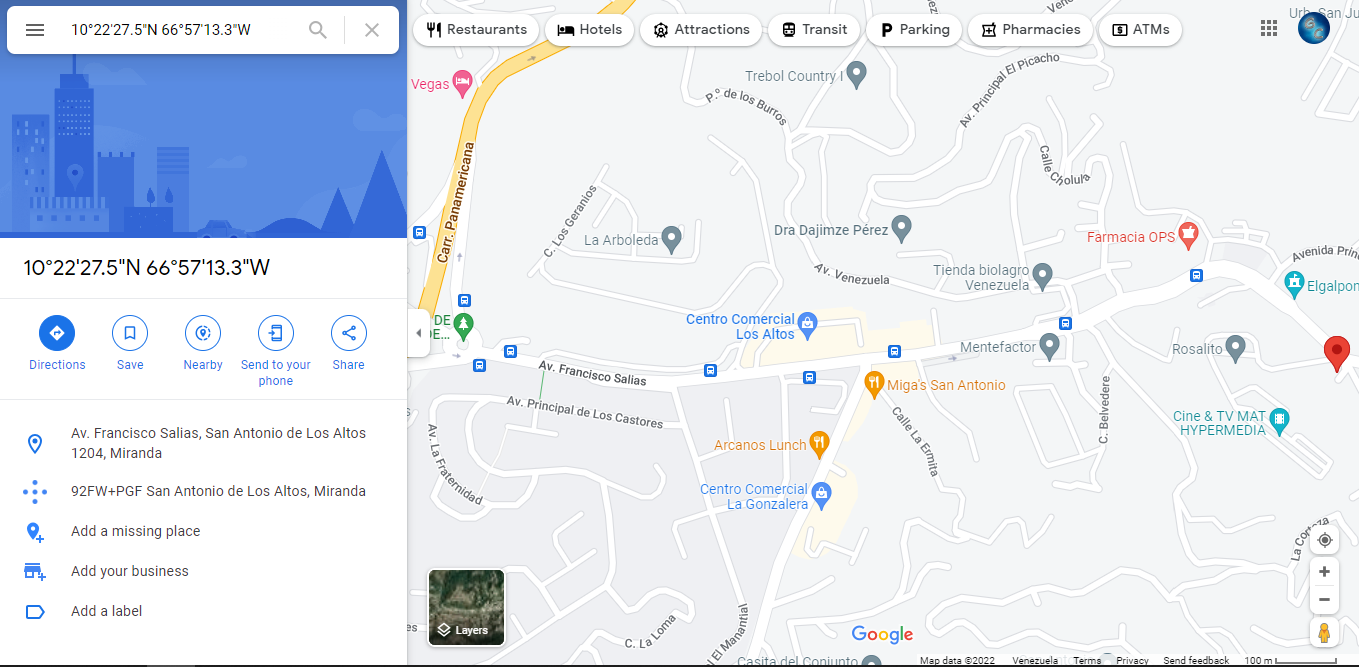 10°22'27.5"N 66°57'13.3"W
Restaurants
Hotels
Attractions
Transit
Parking
Pharmacies
ATMs
10°22'27.5"N 66°57'13.3"W
Directions
Save
Nearby
Send to your
phone
Share
Av. Francisco Salias, San Antonio de Los Altos
1204, Miranda
92FW+PGF San Antonio de Los Altos, Miranda
Add a missing place
Add your business
Add a label
Urb. San Ju
Vegas
Trebol Country I
P.º de los Burros
Av. Principal El Picacho
Carr. Panamericana
Calle Cholula
C. Los Geranios
La Arboleda
Dra Dajimze Pérez
Farmacia OPS
Avenida Prin
Av. Venezuela
Tienda biolagro
Venezuela
Elgalpon
DE
DE...
Centro Comercial
Los Altos
Mentefactor
Rosalito
Av. Francisco Salias
Miga's San Antonio
Av. Principal de Los Castores
C. Belvedere
Cine & TV MAT
HYPERMEDIA
Av. La Fraternidad
Arcanos Lunch
Calle La Ermita
Centro Comercial
La Gonzalera
La Corteza
Layers
es
C. La Loma
l El Manantial
Casita del Conjunto
Google
Map data ©2022
Venezuela
Terms
Privacy
Send feedback
100 m